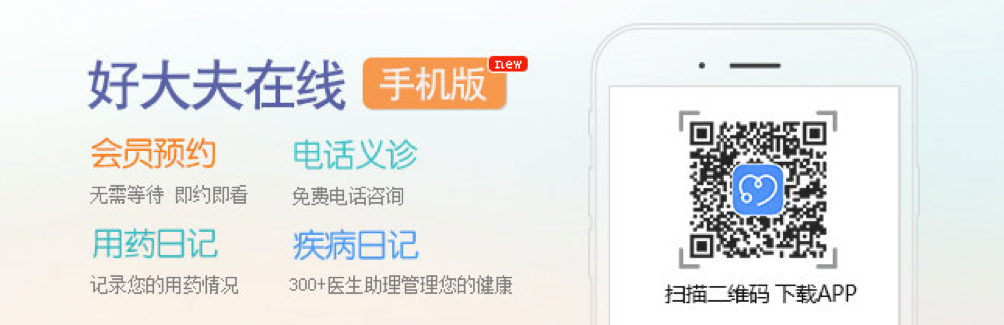 好大夫在线 手机版 new
会员预约
无需等待 即约即看
电话义诊
免费电话咨询
用药日记
记录您的用药情况
疾病日记
300+医生助理管理您的健康
扫描二维码 下载APP